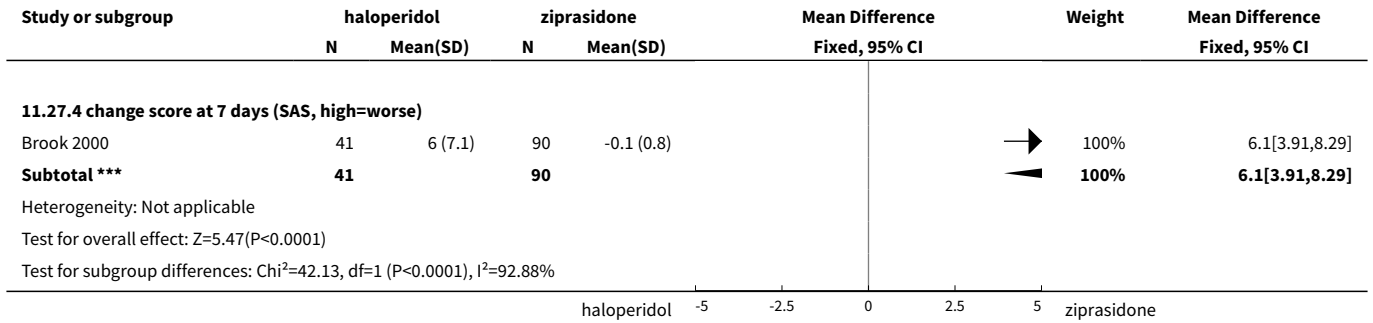 Study or subgroup haloperidol ziprasidone Mean Difference Weight Mean Difference
N Mean(SD) N Mean(SD) Fixed, 95% CI Fixed, 95% CI
11.27.4 change score at 7 days (SAS, high=worse)
Brook 2000 41 6 (7.1) 90 -0.1 (0.8) 100% 6.1[3.91,8.29]
Subtotal *** 41 90 100% 6.1[3.91,8.29]
Heterogeneity: Not applicable
Test for overall effect: Z=5.47(P<0.0001)
Test for subgroup differences: Chi²=42.13, df=1 (P<0.0001), I²=92.88%
haloperidol -5 -2.5 0 2.5 5 ziprasidone